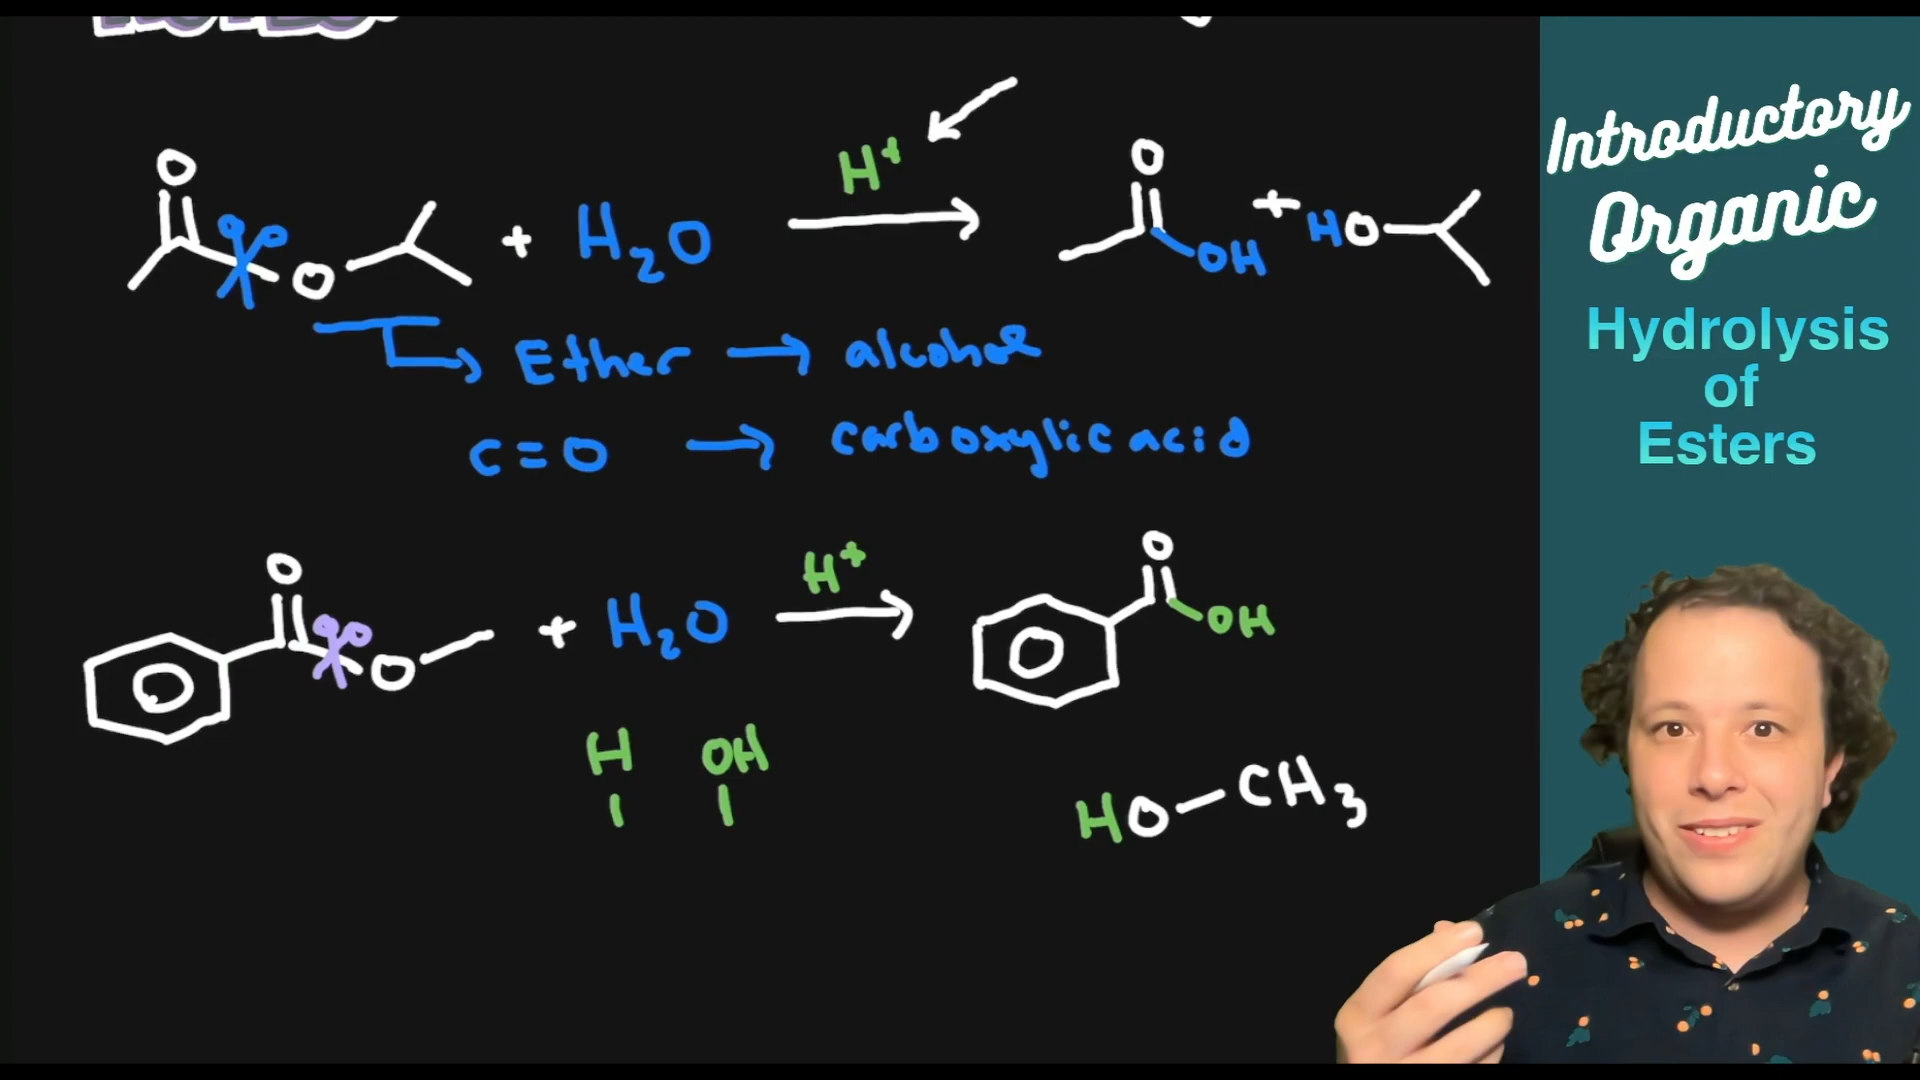 H⁺
O
O
+ H₂O
O
OH
+ HO
Ether → alcohol
C=O → carboxylic acid
H⁺
O
O
+ H₂O
O
OH
H OH
HO-CH₃
Introductory
Organic
Hydrolysis
of
Esters